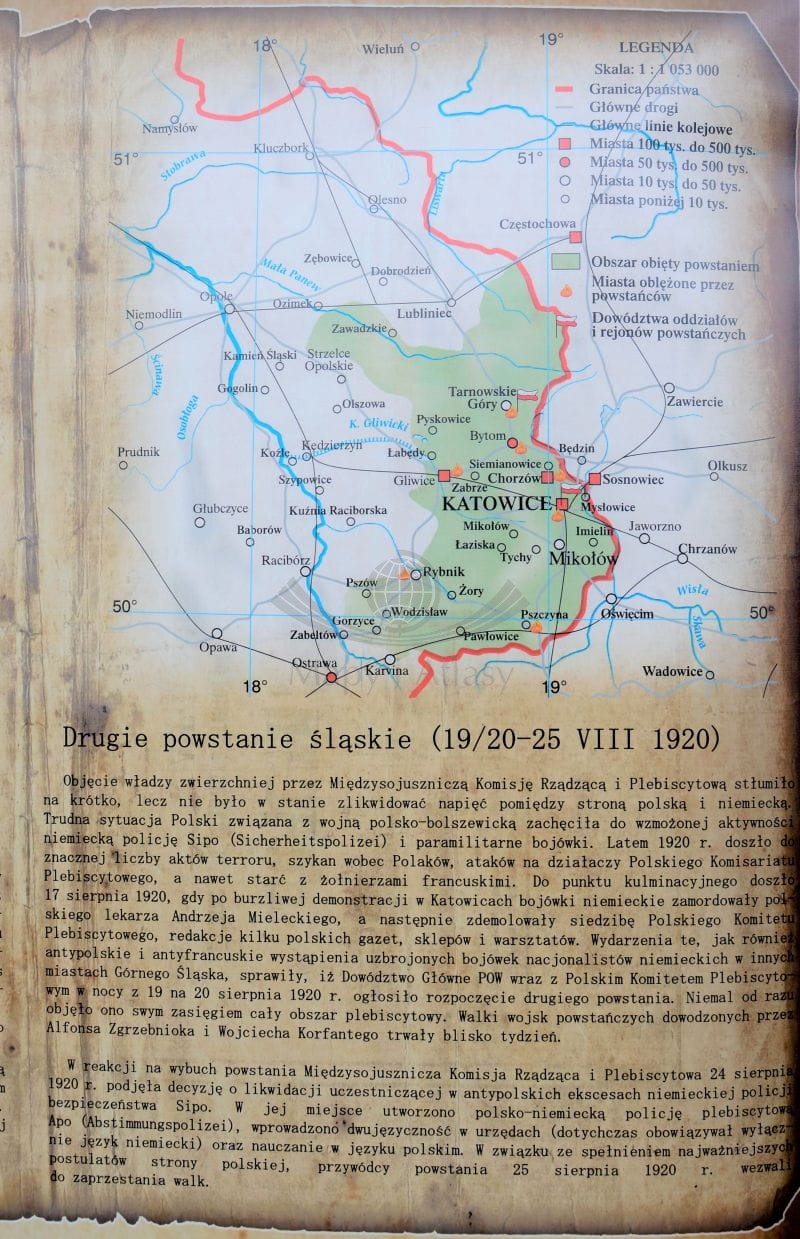 18°
19°
Wieluń
LEGENDA
Skala: 1 : 1 053 000
Granica państwa
Główne drogi
Główne linie kolejowe
Miasta 100 tys. do 500 tys.
Miasta 50 tys. do 500 tys.
Miasta 10 tys. do 50 tys.
Miasta poniżej 10 tys.
Obszar objęty powstaniem
Miasta oblężone przez
powstańców
Dowództwa oddziałów
i rejonów powstańczych
Namysłów
51°
Stobrawa
Kluczbork
51°
Olesno
Liswarta
Częstochowa
Zębowice
Dobrodzień
Mała Panew
Opole
Ozimek
Lubliniec
Niemodlin
Zawadzkie
Kamień Śląski
Strzelce
Opolskie
Ścinawa
Gogolin
Osobłoga
Olszowa
Tarnowskie
Góry
Zawiercie
K. Gliwicki
Pyskowice
Bytom
Prudnik
Koźle
Kędzierzyn
Łabędy
Siemianowice
Będzin
Gliwice
Zabrze
Chorzów
Sosnowiec
Olkusz
Szypowice
KATOWICE
Mysłowice
Głubczyce
Kuźnia Raciborska
Baborów
Mikołów
Imielin
Jaworzno
Łaziska
Tychy
Mikołów
Chrzanów
Racibórz
Rybnik
Pszów
Żory
Wisła
50°
Wodzisław
Pszczyna
Oświęcim
50°
Gorzyce
Skawa
Opawa
Zabełtów
Pawłowice
Ostrawa
Karvina
Wadowice
18°
19°
Drugie powstanie śląskie (19/20-25 VIII 1920)
Objęcie władzy zwierzchniej przez Międzysojuszniczą Komisję Rządzącą i Plebiscytową stłumiło
na krótko, lecz nie było w stanie zlikwidować napięć pomiędzy stroną polską i niemiecką.
Trudna sytuacja Polski związana z wojną polsko-bolszewicką zachęciła do wzmożonej aktywności
niemiecką policję Sipo (Sicherheitspolizei) i paramilitarne bojówki. Latem 1920 r. doszło do
znacznej liczby aktów terroru, szykan wobec Polaków, ataków na działaczy Polskiego Komisariatu
Plebiscytowego, a nawet starć z żołnierzami francuskimi. Do punktu kulminacyjnego doszło
17 sierpnia 1920, gdy po burzliwej demonstracji w Katowicach bojówki niemieckie zamordowały pol-
skiego lekarza Andrzeja Mieleckiego, a następnie zdemolowały siedzibę Polskiego Komitetu
Plebiscytowego, redakcje kilku polskich gazet, sklepów i warsztatów. Wydarzenia te, jak również
antypolskie i antyfrancuskie wystąpienia uzbrojonych bojówek nacjonalistów niemieckich w innych
miastach Górnego Śląska, sprawiły, iż Dowództwo Główne POW wraz z Polskim Komitetem Plebiscyto-
wym w nocy z 19 na 20 sierpnia 1920 r. ogłosiło rozpoczęcie drugiego powstania. Niemal od razu
objęło ono swym zasięgiem cały obszar plebiscytowy. Walki wojsk powstańczych dowodzonych przez
Alfonsa Zgrzebnioka i Wojciecha Korfantego trwały blisko tydzień.
W reakcji na wybuch powstania Międzysojusznicza Komisja Rządząca i Plebiscytowa 24 sierpnia
1920 r. podjęła decyzję o likwidacji uczestniczącej w antypolskich ekscesach niemieckiej policji
bezpieczeństwa Sipo. W jej miejsce utworzono polsko-niemiecką policję plebiscytową
Apo (Abstimmungspolizei), wprowadzono dwujęzyczność w urzędach (dotychczas obowiązywał wyłącz-
nie język niemiecki) oraz nauczanie w języku polskim. W związku ze spełnieniem najważniejszych
postulatów strony polskiej, przywódcy powstania 25 sierpnia 1920 r. wezwali
do zaprzestania walk.